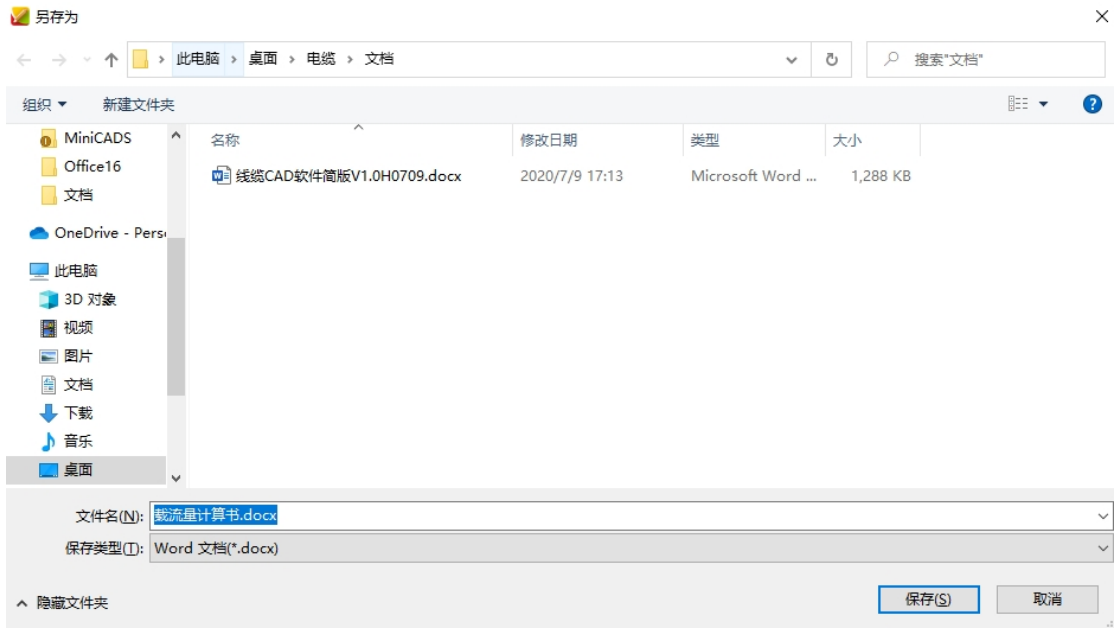 另存为
此电脑 › 桌面 › 电缆 › 文档
搜索"文档"
组织
新建文件夹
名称 修改日期 类型 大小
线缆CAD软件简版V1.0H0709.docx 2020/7/9 17:13 Microsoft Word ... 1,288 KB
MiniCADS
Office16
文档
OneDrive - Pers
此电脑
3D 对象
视频
图片
文档
下载
音乐
桌面
文件名(N): 载流量计算书.docx
保存类型(T): Word 文档(*.docx)
隐藏文件夹
保存(S) 取消